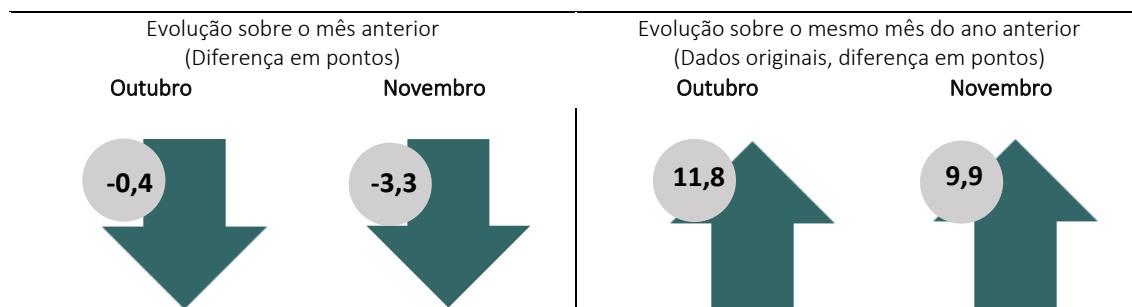 Evolução sobre o mês anterior
(Diferença em pontos)
Outubro Novembro
-0,4 -3,3
Evolução sobre o mesmo mês do ano anterior
(Dados originais, diferença em pontos)
Outubro Novembro
11,8 9,9